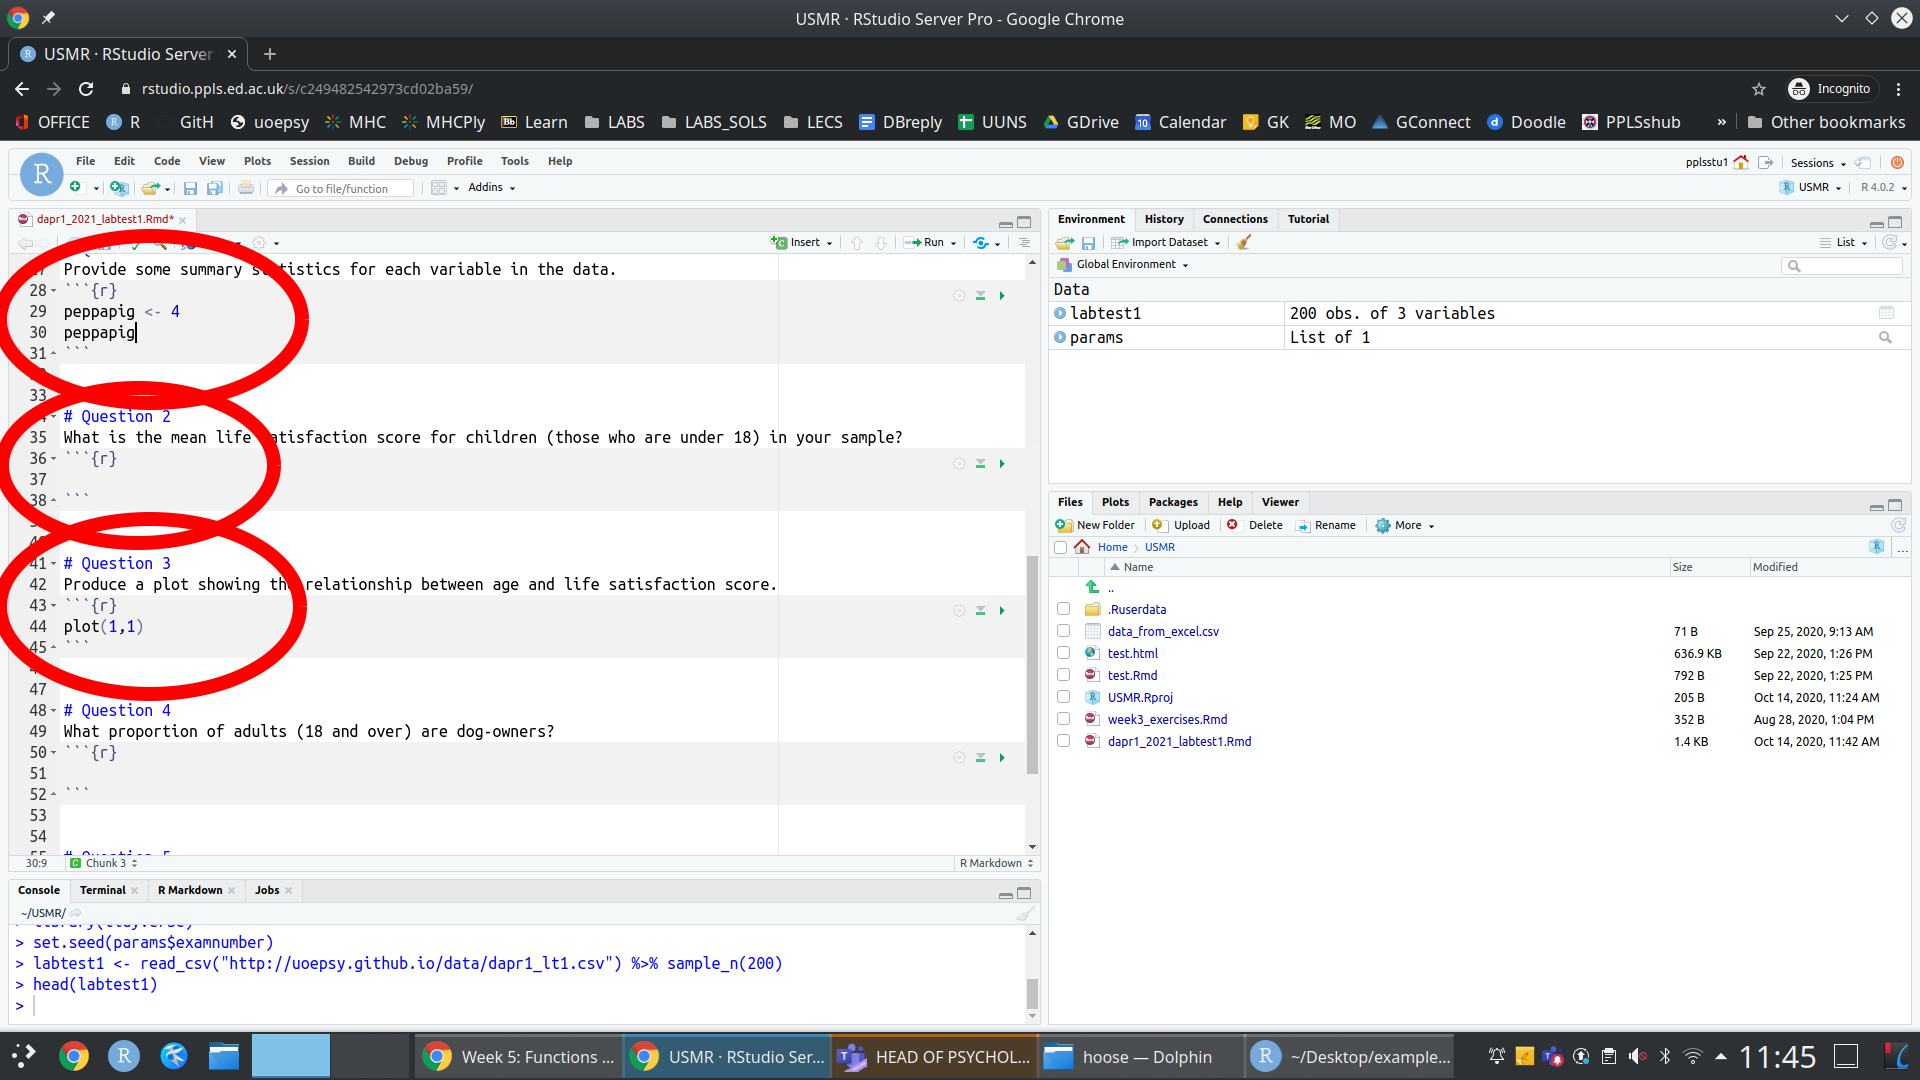 USMR · RStudio Server Pro - Google Chrome
USMR · RStudio Server
rstudio.ppls.ed.ac.uk/s/c249482542973cd02ba59/
Incognito
OFFICE R GitH uoepsy MHC MHCPly Learn LABS LABS_SOLS LECS DBreply UUNS GDrive Calendar GK MO GConnect Doodle PPLSshub » Other bookmarks
File Edit Code View Plots Session Build Debug Profile Tools Help
pplsstu1 Sessions
Go to file/function Addins
USMR R 4.0.2
dapr1_2021_labtest1.Rmd*
Insert Run
Provide some summary statistics for each variable in the data.
28 ```{r}
29 peppapig <- 4
30 peppapig
31 ```
33
# Question 2
35 What is the mean life satisfaction score for children (those who are under 18) in your sample?
36 ```{r}
37
38 ```
41 # Question 3
42 Produce a plot showing the relationship between age and life satisfaction score.
43 ```{r}
44 plot(1,1)
45 ```
47
48 # Question 4
49 What proportion of adults (18 and over) are dog-owners?
50 ```{r}
51
52 ```
53
54
30:9 Chunk 3 R Markdown
Console Terminal R Markdown Jobs
~/USMR/
> set.seed(params$examnumber)
> labtest1 <- read_csv("http://uoepsy.github.io/data/dapr1_lt1.csv") %>% sample_n(200)
> head(labtest1)
>
Environment History Connections Tutorial
Import Dataset List
Global Environment
Data
labtest1 200 obs. of 3 variables
params List of 1
Files Plots Packages Help Viewer
New Folder Upload Delete Rename More
Home > USMR ...
Name Size Modified
..
.Ruserdata
data_from_excel.csv 71 B Sep 25, 2020, 9:13 AM
test.html 636.9 KB Sep 22, 2020, 1:26 PM
test.Rmd 792 B Sep 22, 2020, 1:25 PM
USMR.Rproj 205 B Oct 14, 2020, 11:24 AM
week3_exercises.Rmd 352 B Aug 28, 2020, 1:04 PM
dapr1_2021_labtest1.Rmd 1.4 KB Oct 14, 2020, 11:42 AM
Week 5: Functions ... USMR · RStudio Ser... HEAD OF PSYCHOL... hoose — Dolphin ~/Desktop/example... 11:45